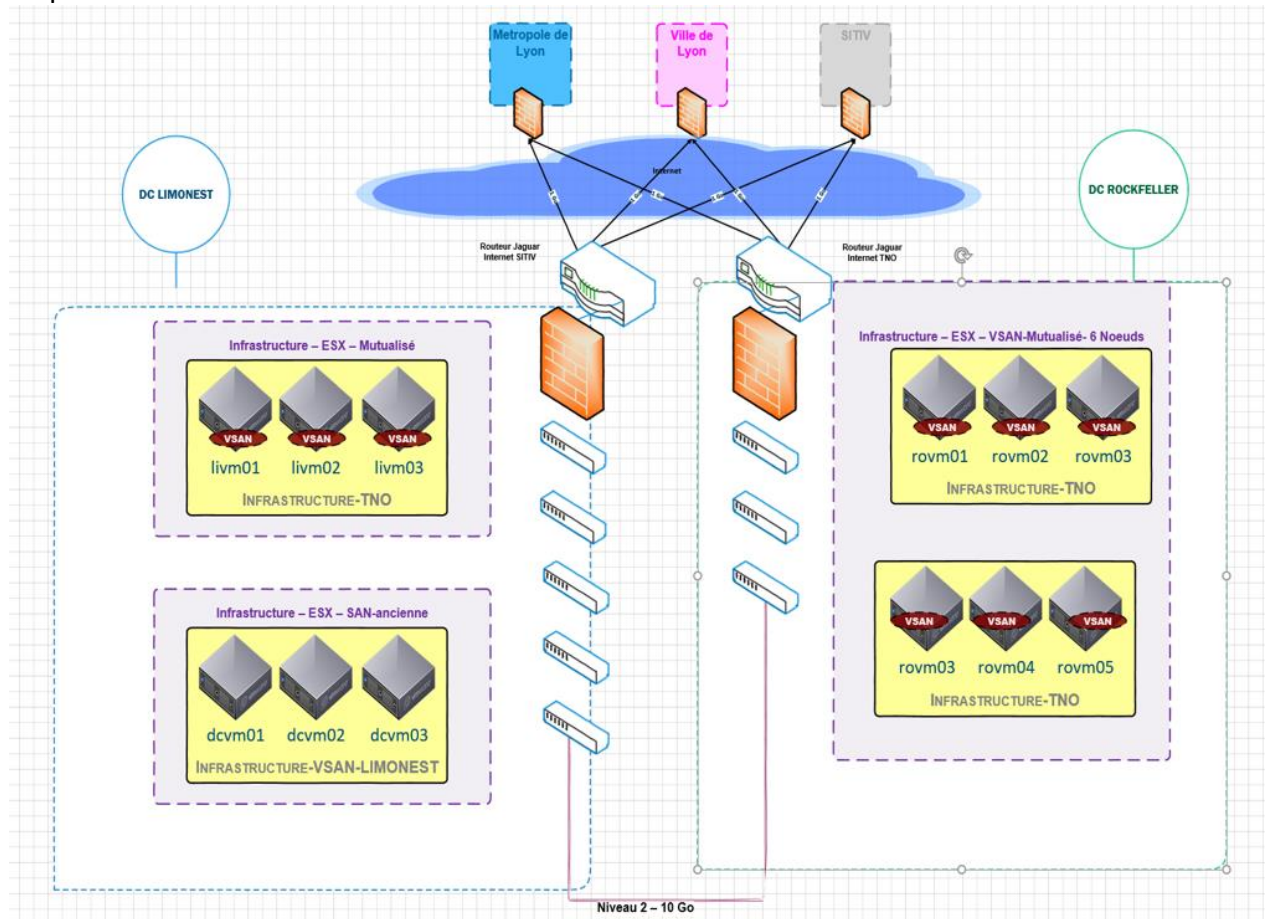 Metropole de
Lyon
Ville de
Lyon
SITIV
Internet
DC LIMONEST
DC ROCKFELLER
Routeur Jaguar
Internet SITIV
Routeur Jaguar
Internet TNO
Infrastructure – ESX – Mutualisé
VSAN VSAN VSAN
livm01 livm02 livm03
INFRASTRUCTURE-TNO
Infrastructure – ESX – SAN-ancienne
dcvm01 dcvm02 dcvm03
INFRASTRUCTURE-VSAN-LIMONEST
Infrastructure – ESX – VSAN-Mutualisé- 6 Noeuds
VSAN VSAN VSAN
rovm01 rovm02 rovm03
INFRASTRUCTURE-TNO
VSAN VSAN VSAN
rovm03 rovm04 rovm05
INFRASTRUCTURE-TNO
Niveau 2 – 10 Go